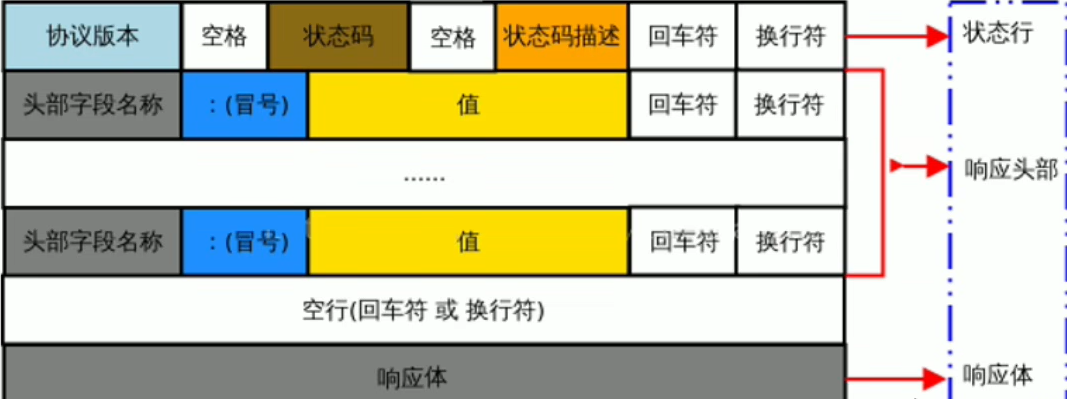 协议版本 空格 状态码 空格 状态码描述 回车符 换行符 状态行
头部字段名称 :(冒号) 值 回车符 换行符
...... 响应头部
头部字段名称 :(冒号) 值 回车符 换行符
空行(回车符 或 换行符)
响应体 响应体